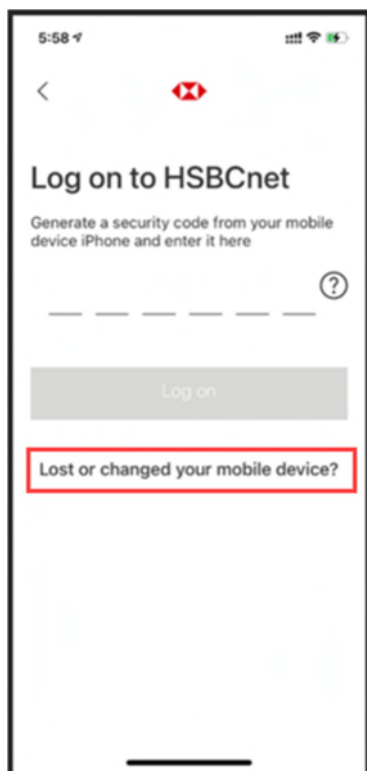 5:58
Log on to HSBCnet
Generate a security code from your mobile
device iPhone and enter it here
?
Log on
Lost or changed your mobile device?